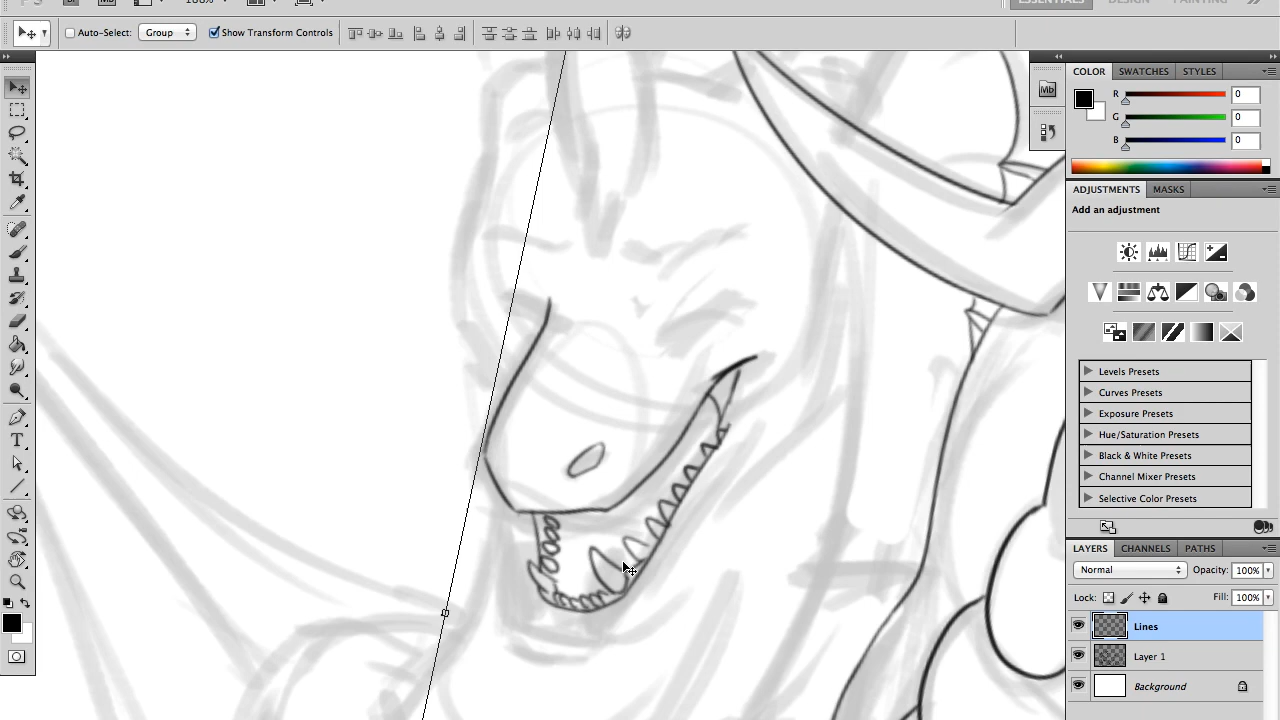 ESSENTIALS DESIGN PAINTING
Auto-Select: Group Show Transform Controls
COLOR SWATCHES STYLES
Mb
R 0
G 0
B 0
ADJUSTMENTS MASKS
Add an adjustment
Levels Presets
Curves Presets
Exposure Presets
Hue/Saturation Presets
Black & White Presets
Channel Mixer Presets
Selective Color Presets
LAYERS CHANNELS PATHS
Normal Opacity: 100%
Lock: Fill: 100%
Lines
Layer 1
Background
T